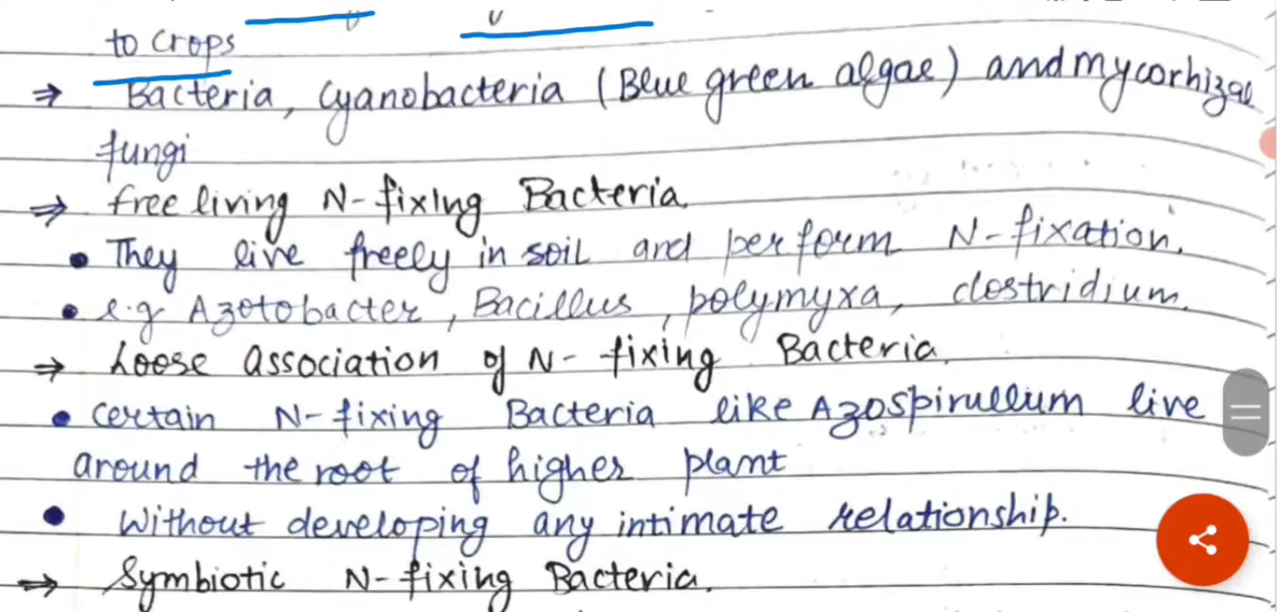 to crops
⇒ Bacteria, Cyanobacteria (Blue green algae) and mycorhizal
fungi
⇒ free living N-fixing Bacteria.
• They live freely in soil and perform N-fixation.
• e.g Azotobacter, Bacillus, polymyxa, clostridium.
⇒ Loose association of N-fixing Bacteria.
• certain N-fixing Bacteria like Azospirullum live
around the root of higher plant
• without developing any intimate relationship.
⇒ Symbiotic N-fixing Bacteria.